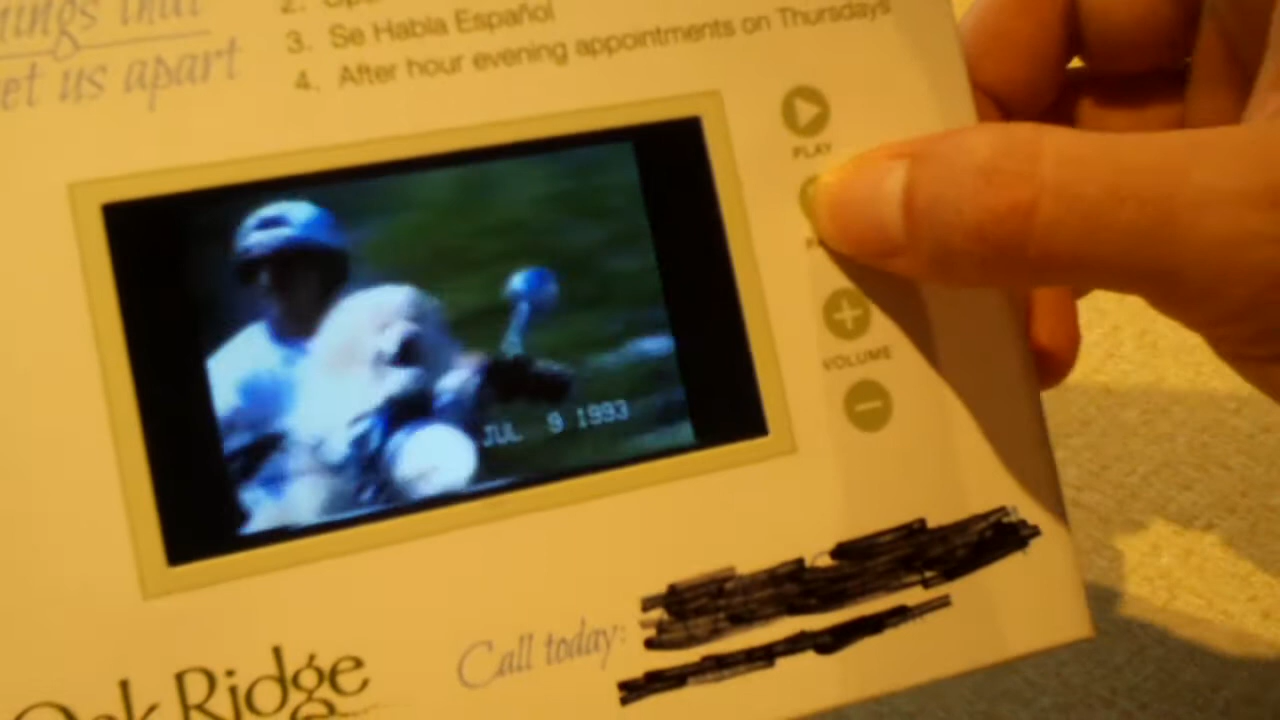 that
et us apart
2.
3. Se Habla Español
4. After hour evening appointments on Thursdays
PLAY
VOLUME
JUL 9 1993
Call today:
Oak Ridge